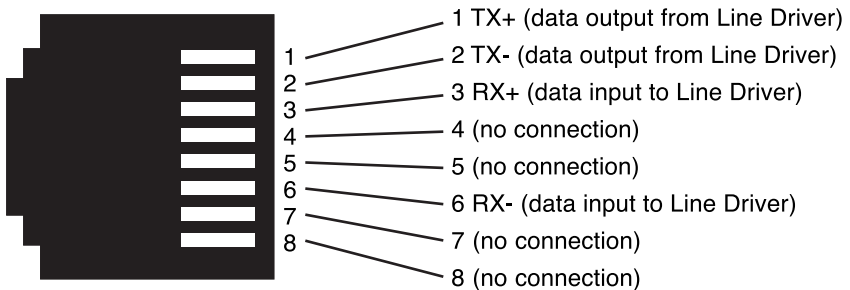 1 1 TX+ (data output from Line Driver)
2 2 TX- (data output from Line Driver)
3 3 RX+ (data input to Line Driver)
4 4 (no connection)
5 5 (no connection)
6 6 RX- (data input to Line Driver)
7 7 (no connection)
8 8 (no connection)